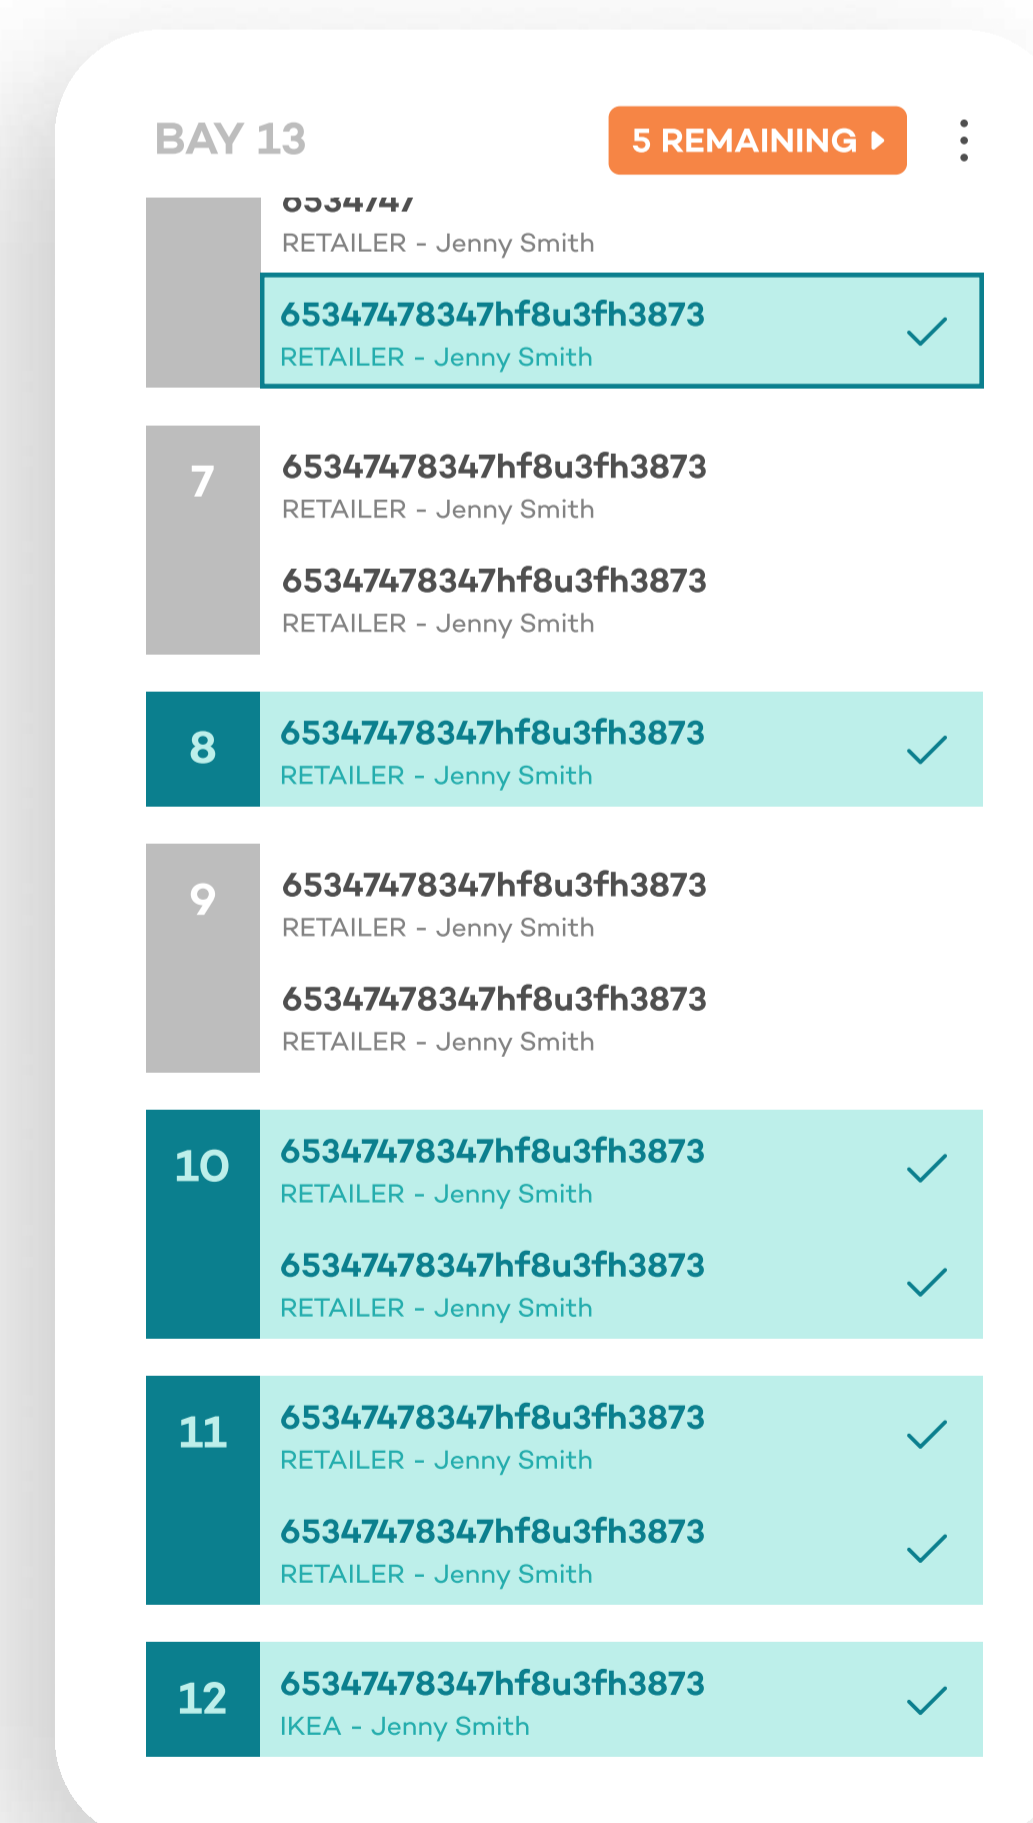 BAY 13
5 REMAINING
6534747
RETAILER - Jenny Smith
65347478347hf8u3fh3873
RETAILER - Jenny Smith
7
65347478347hf8u3fh3873
RETAILER - Jenny Smith
65347478347hf8u3fh3873
RETAILER - Jenny Smith
8
65347478347hf8u3fh3873
RETAILER - Jenny Smith
9
65347478347hf8u3fh3873
RETAILER - Jenny Smith
65347478347hf8u3fh3873
RETAILER - Jenny Smith
10
65347478347hf8u3fh3873
RETAILER - Jenny Smith
65347478347hf8u3fh3873
RETAILER - Jenny Smith
11
65347478347hf8u3fh3873
RETAILER - Jenny Smith
65347478347hf8u3fh3873
RETAILER - Jenny Smith
12
65347478347hf8u3fh3873
IKEA - Jenny Smith